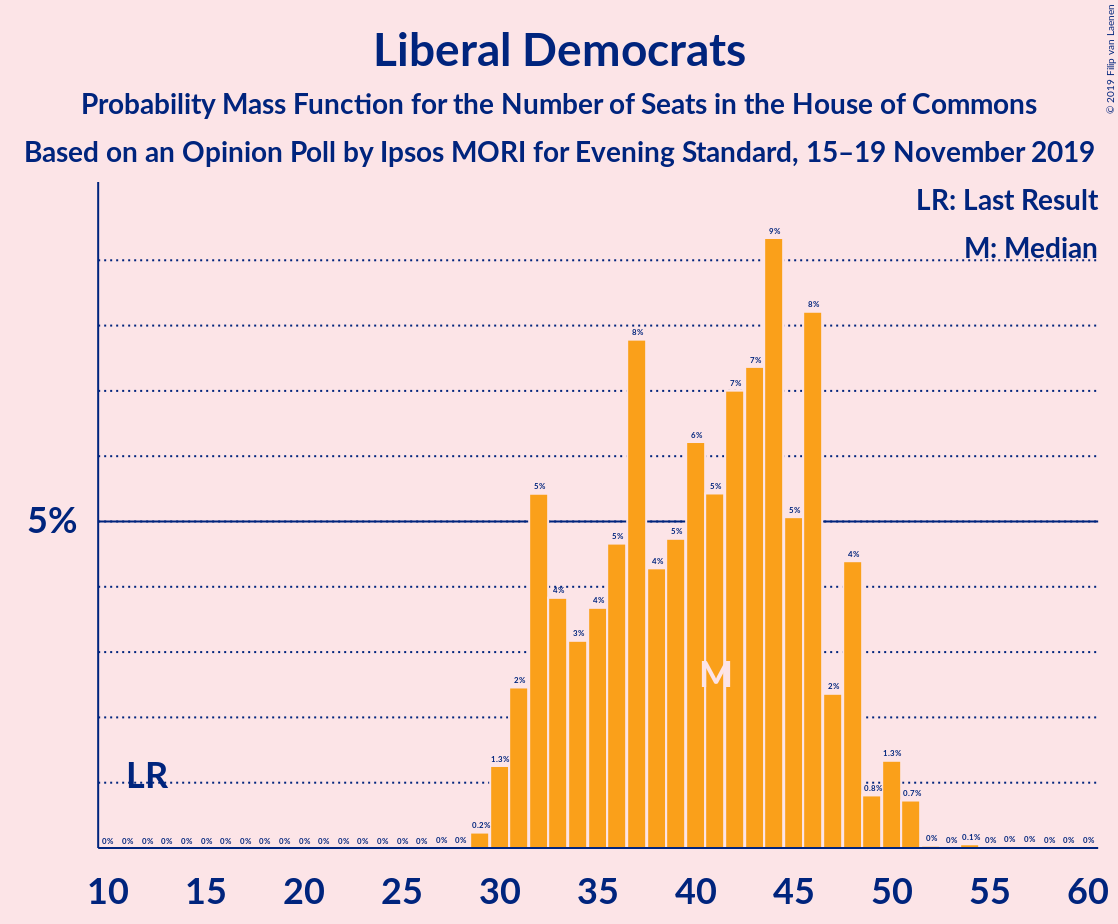 Liberal Democrats
Probability Mass Function for the Number of Seats in the House of Commons
Based on an Opinion Poll by Ipsos MORI for Evening Standard, 15–19 November 2019
© 2019 Filip van Laenen
LR: Last Result
M: Median
5%
0% 0% 0% 0% 0% 0% 0% 0% 0% 0% 0% 0% 0% 0% 0% 0% 0% 0% 0% 0.2% 1.3% 2% 5% 4% 3% 4% 5% 8% 4% 5% 6% 5% 7% 7% 9% 5% 8% 2% 4% 0.8% 1.3% 0.7% 0% 0% 0.1% 0% 0% 0% 0% 0% 0%
LR
M
10 15 20 25 30 35 40 45 50 55 60